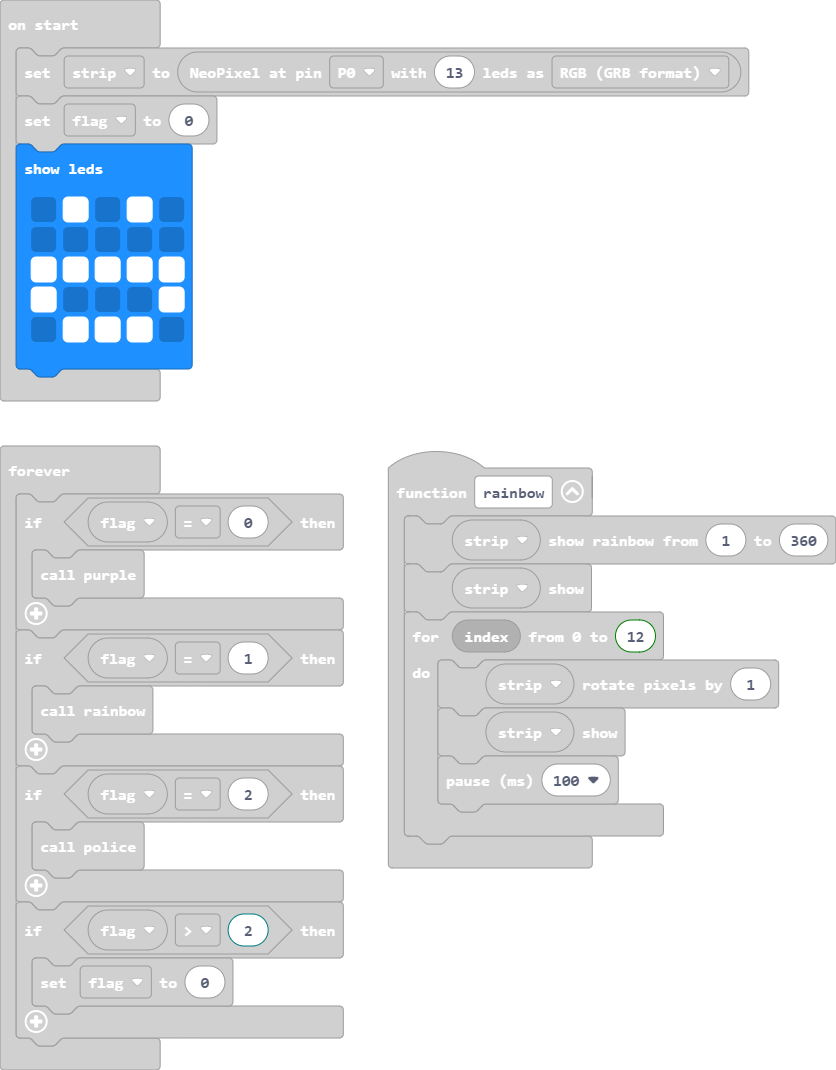 on start
set strip to NeoPixel at pin P0 with 13 leds as RGB (GRB format)
set flag to 0
show leds
forever
if flag = 0 then
call purple
if flag = 1 then
call rainbow
if flag = 2 then
call police
if flag > 2 then
set flag to 0
function rainbow
strip show rainbow from 1 to 360
strip show
for index from 0 to 12
do strip rotate pixels by 1
strip show
pause (ms) 100